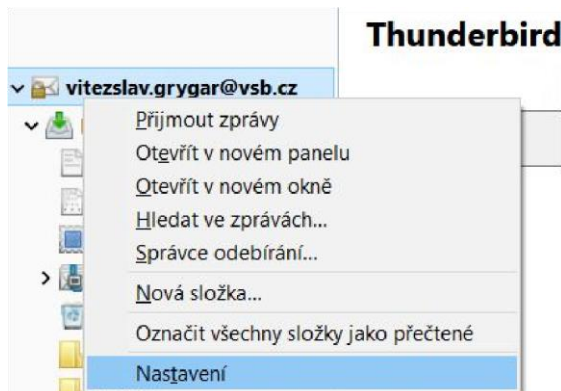 Thunderbird
vitezslav.grygar@vsb.cz
Přijmout zprávy
Otevřít v novém panelu
Otevřít v novém okně
Hledat ve zprávách...
Správce odebírání...
Nová složka...
Označit všechny složky jako přečtené
Nastavení